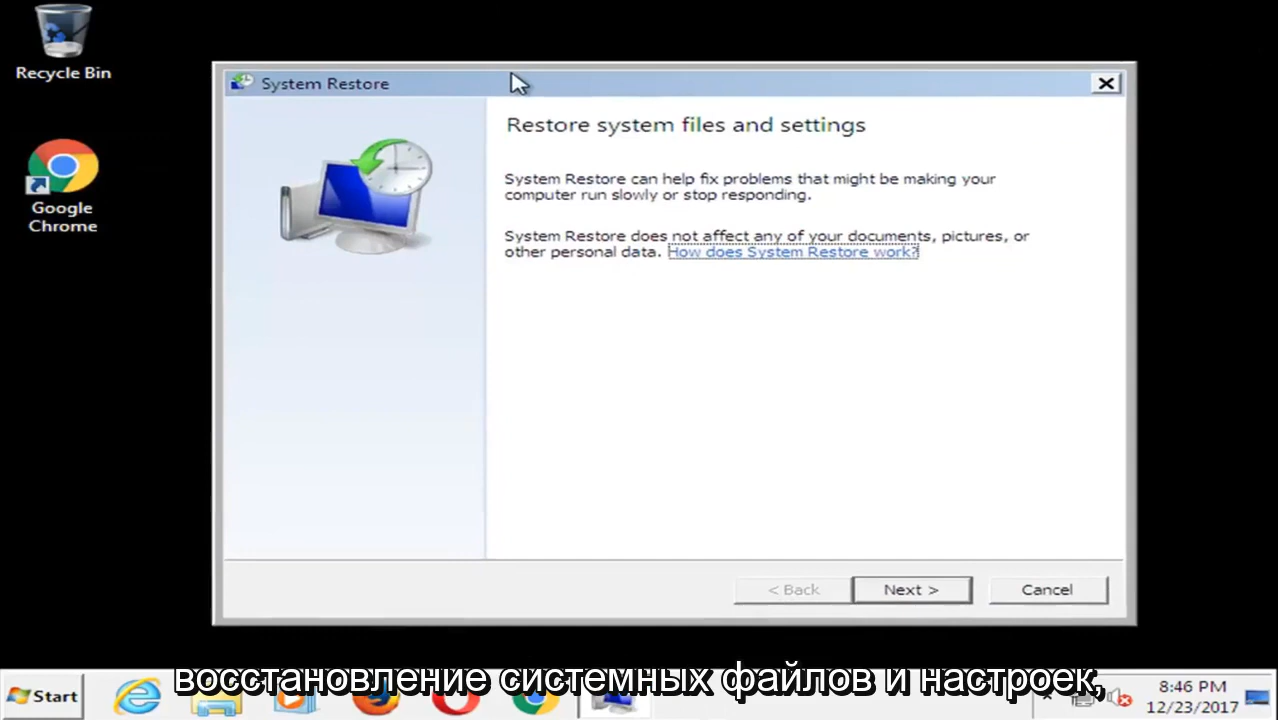 Recycle Bin
Google
Chrome
System Restore
Restore system files and settings
System Restore can help fix problems that might be making your
computer run slowly or stop responding.
System Restore does not affect any of your documents, pictures, or
other personal data. How does System Restore work?
< Back
Next >
Cancel
восстановление системных файлов и настроек,
Start
8:46 PM
12/23/2017